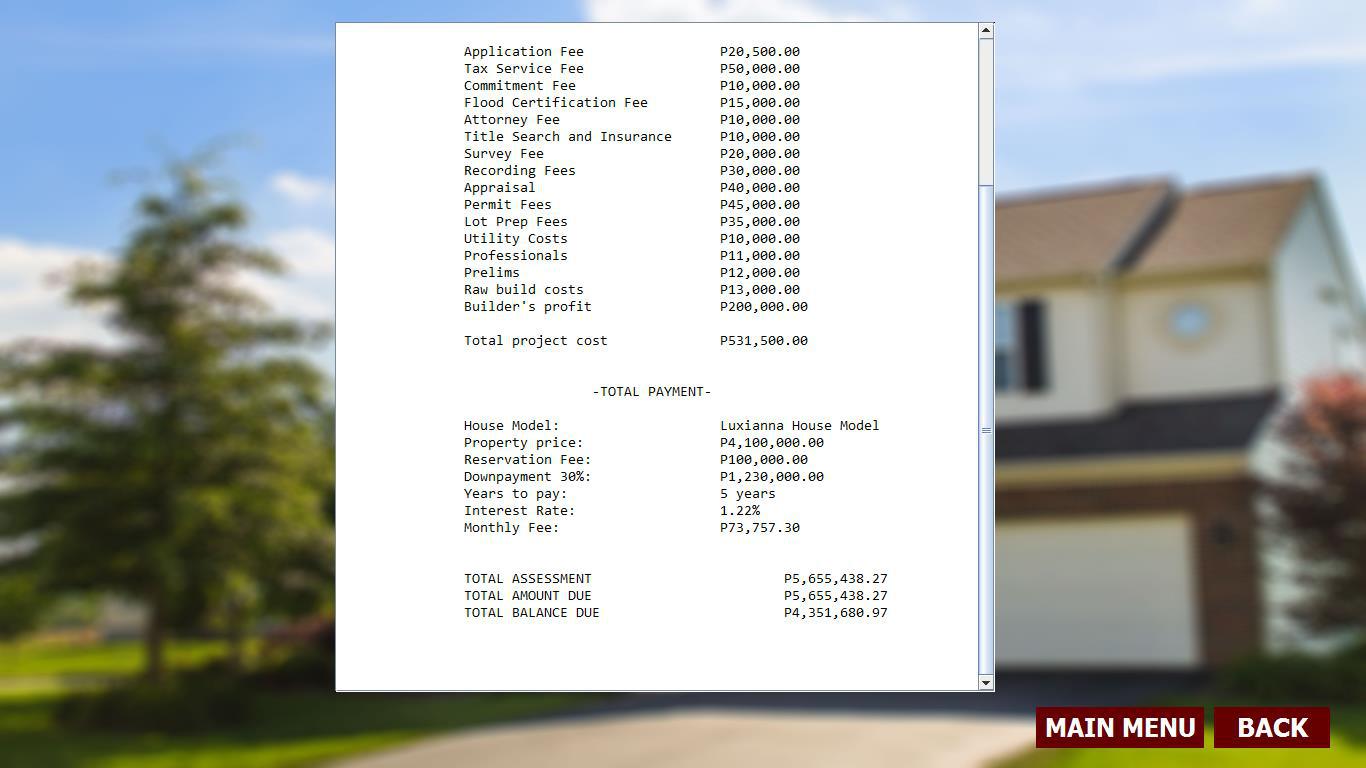 Application Fee P20,500.00
Tax Service Fee P50,000.00
Commitment Fee P10,000.00
Flood Certification Fee P15,000.00
Attorney Fee P10,000.00
Title Search and Insurance P10,000.00
Survey Fee P20,000.00
Recording Fees P30,000.00
Appraisal P40,000.00
Permit Fees P45,000.00
Lot Prep Fees P35,000.00
Utility Costs P10,000.00
Professionals P11,000.00
Prelims P12,000.00
Raw build costs P13,000.00
Builder's profit P200,000.00
Total project cost P531,500.00
-TOTAL PAYMENT-
House Model: Luxianna House Model
Property price: P4,100,000.00
Reservation Fee: P100,000.00
Downpayment 30%: P1,230,000.00
Years to pay: 5 years
Interest Rate: 1.22%
Monthly Fee: P73,757.30
TOTAL ASSESSMENT P5,655,438.27
TOTAL AMOUNT DUE P5,655,438.27
TOTAL BALANCE DUE P4,351,680.97
MAIN MENU BACK